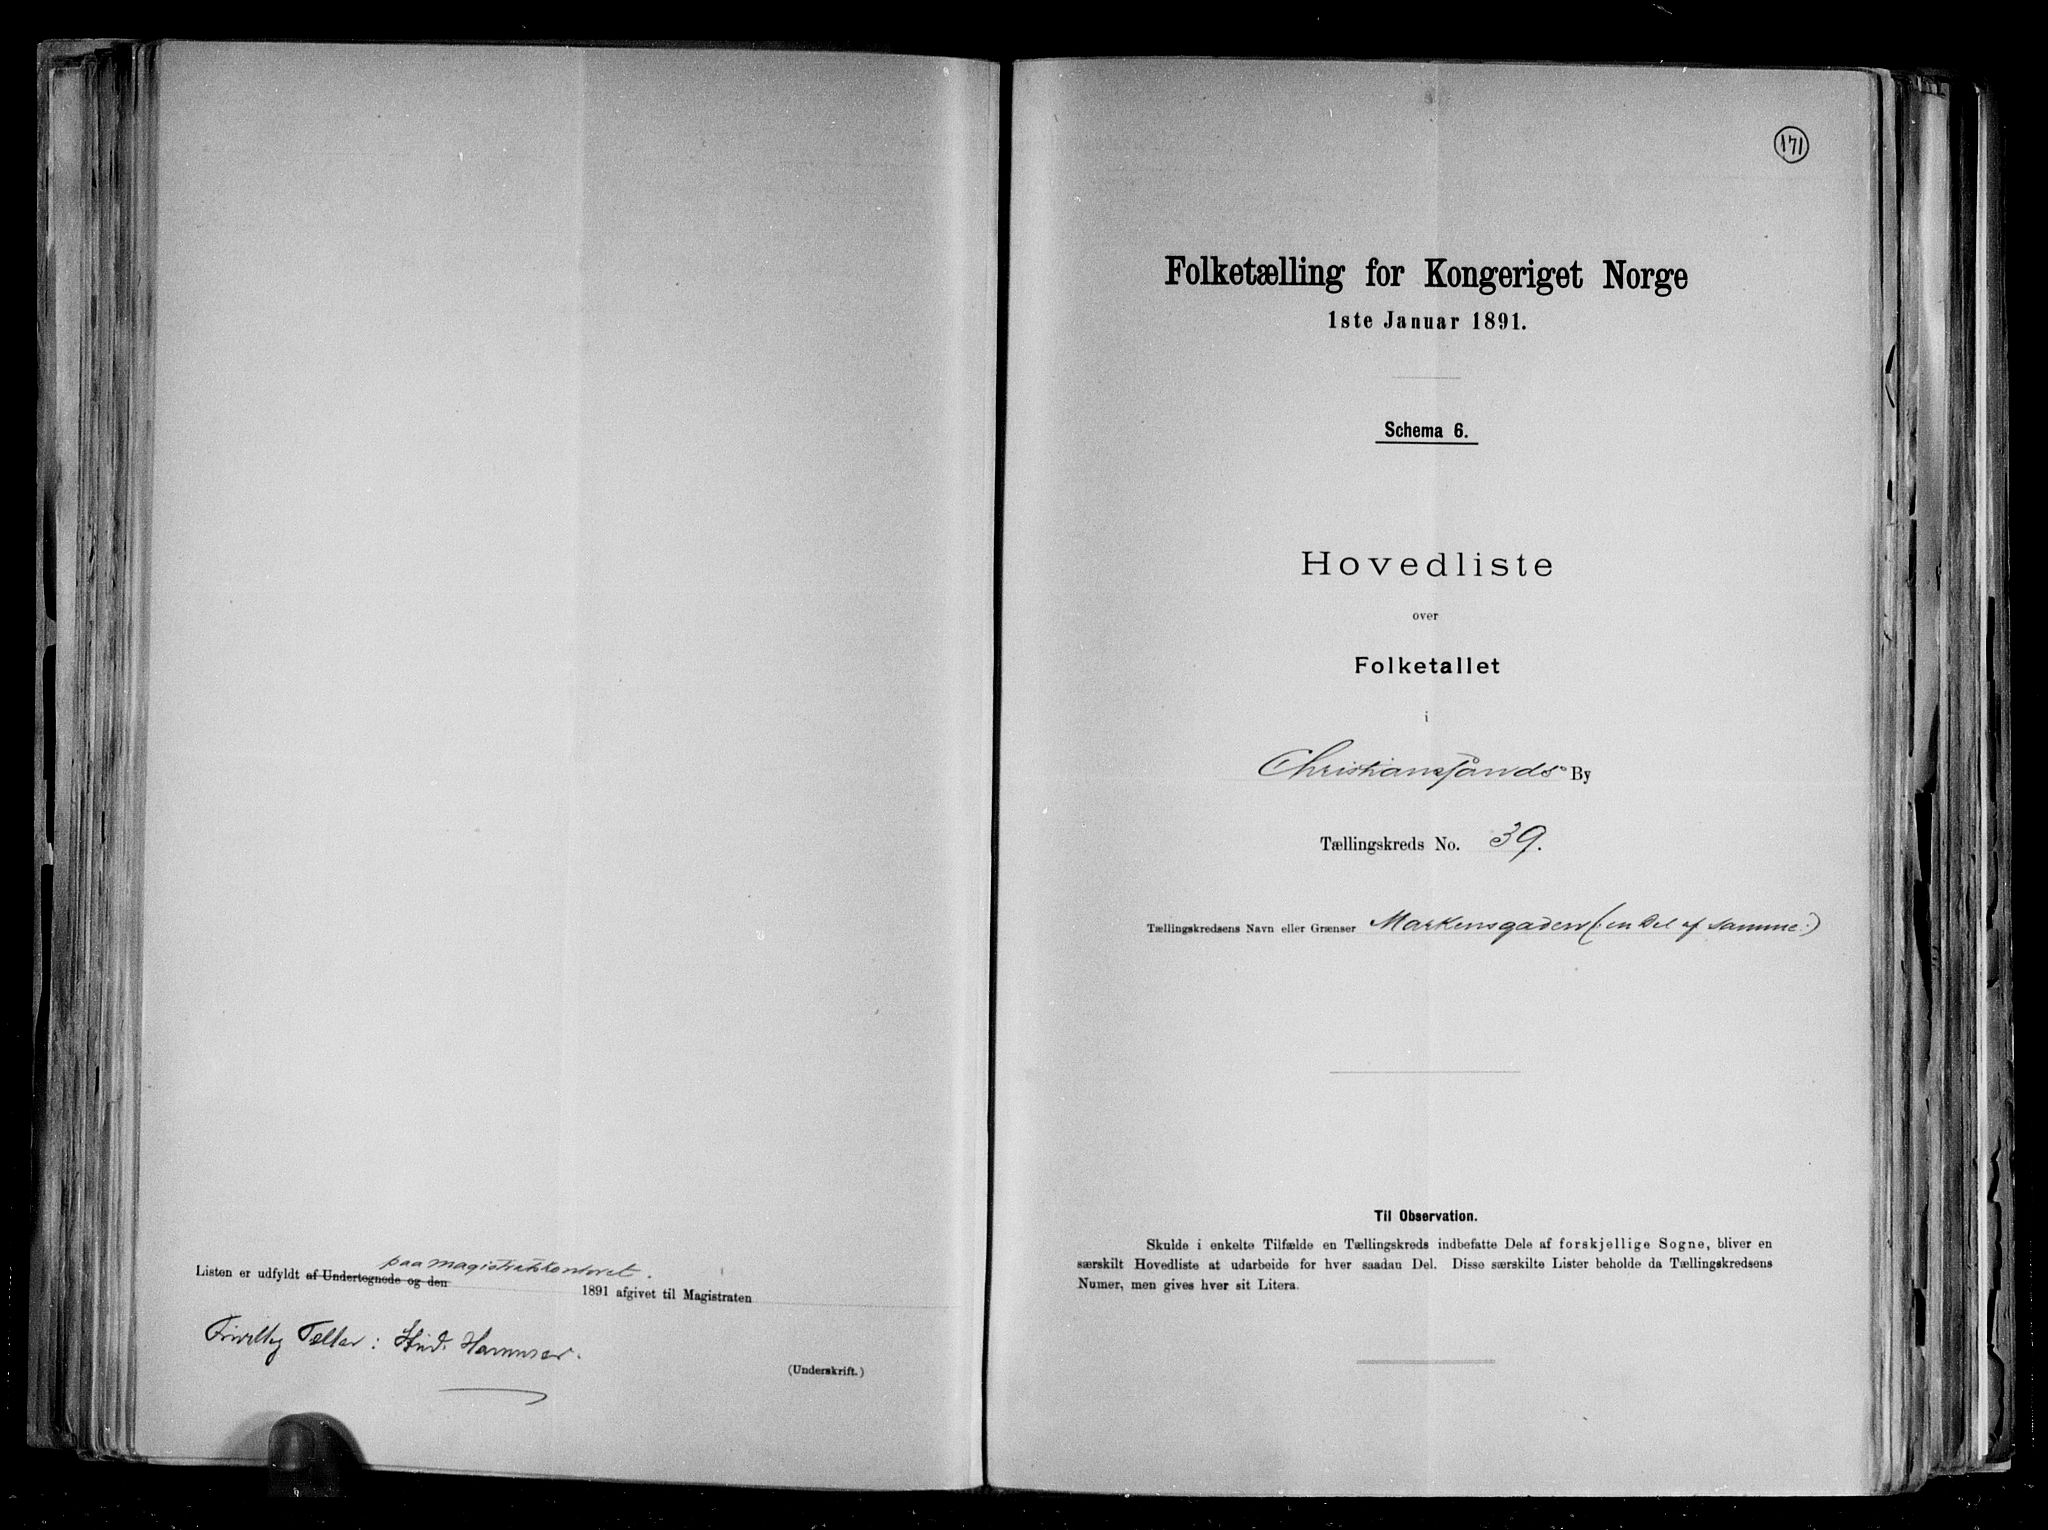 paa magistratskontoret.
Listen er udfyldt af Undertegnede og den 1891 afgivet til Magistraten
Frivillig Tæller: Stud. Hammer.
(Underskrift.)
171
Folketælling for Kongeriget Norge
1ste Januar 1891.
Schema 6.
Hovedliste
over
Folketallet
i
Christianssands By
Tællingskreds No. 39.
Tællingskredsens Navn eller Grænser Markensgaden (: en Del af samme :)
Til Observation.
Skulde i enkelte Tilfælde en Tællingskreds indbefatte Dele af forskjellige Sogne, bliver en
særskilt Hovedliste at udarbeide for hver saadan Del. Disse særskilte Lister beholde da Tællingskredsens
Numer, men gives hver sit Litera.